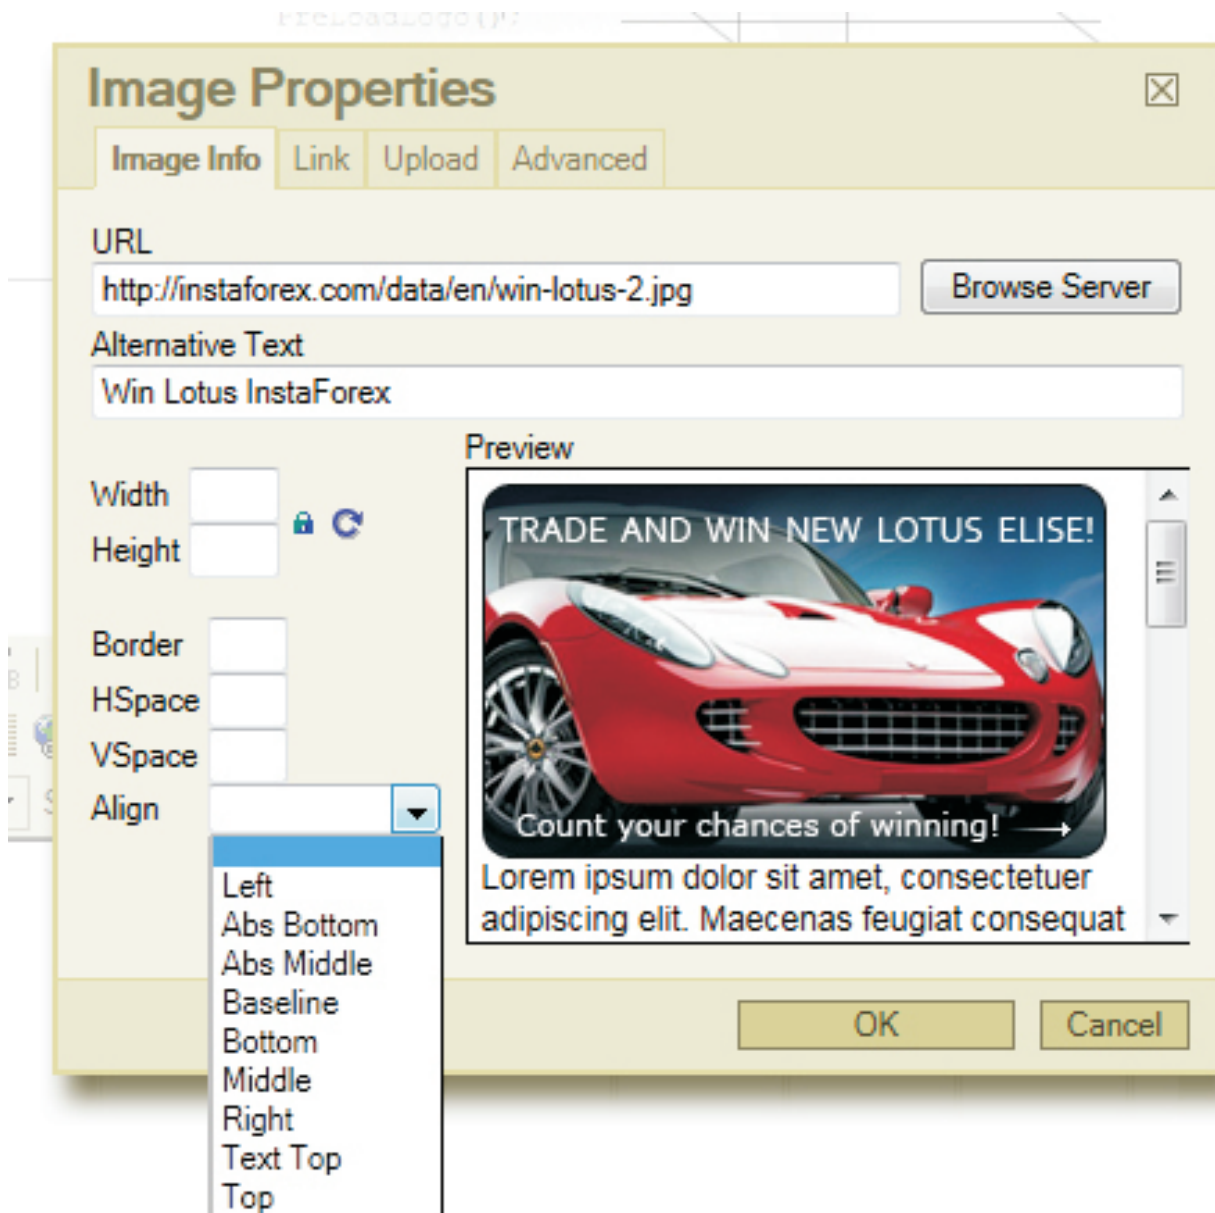 PreLoadLogo();
Image Properties
Image Info Link Upload Advanced
URL
http://instaforex.com/data/en/win-lotus-2.jpg Browse Server
Alternative Text
Win Lotus InstaForex
Preview
Width
Height
TRADE AND WIN NEW LOTUS ELISE!
Border
HSpace
VSpace
Align
Count your chances of winning!
Lorem ipsum dolor sit amet, consectetuer
adipiscing elit. Maecenas feugiat consequat
Left
Abs Bottom
Abs Middle
Baseline
Bottom
Middle
Right
Text Top
Top
OK Cancel